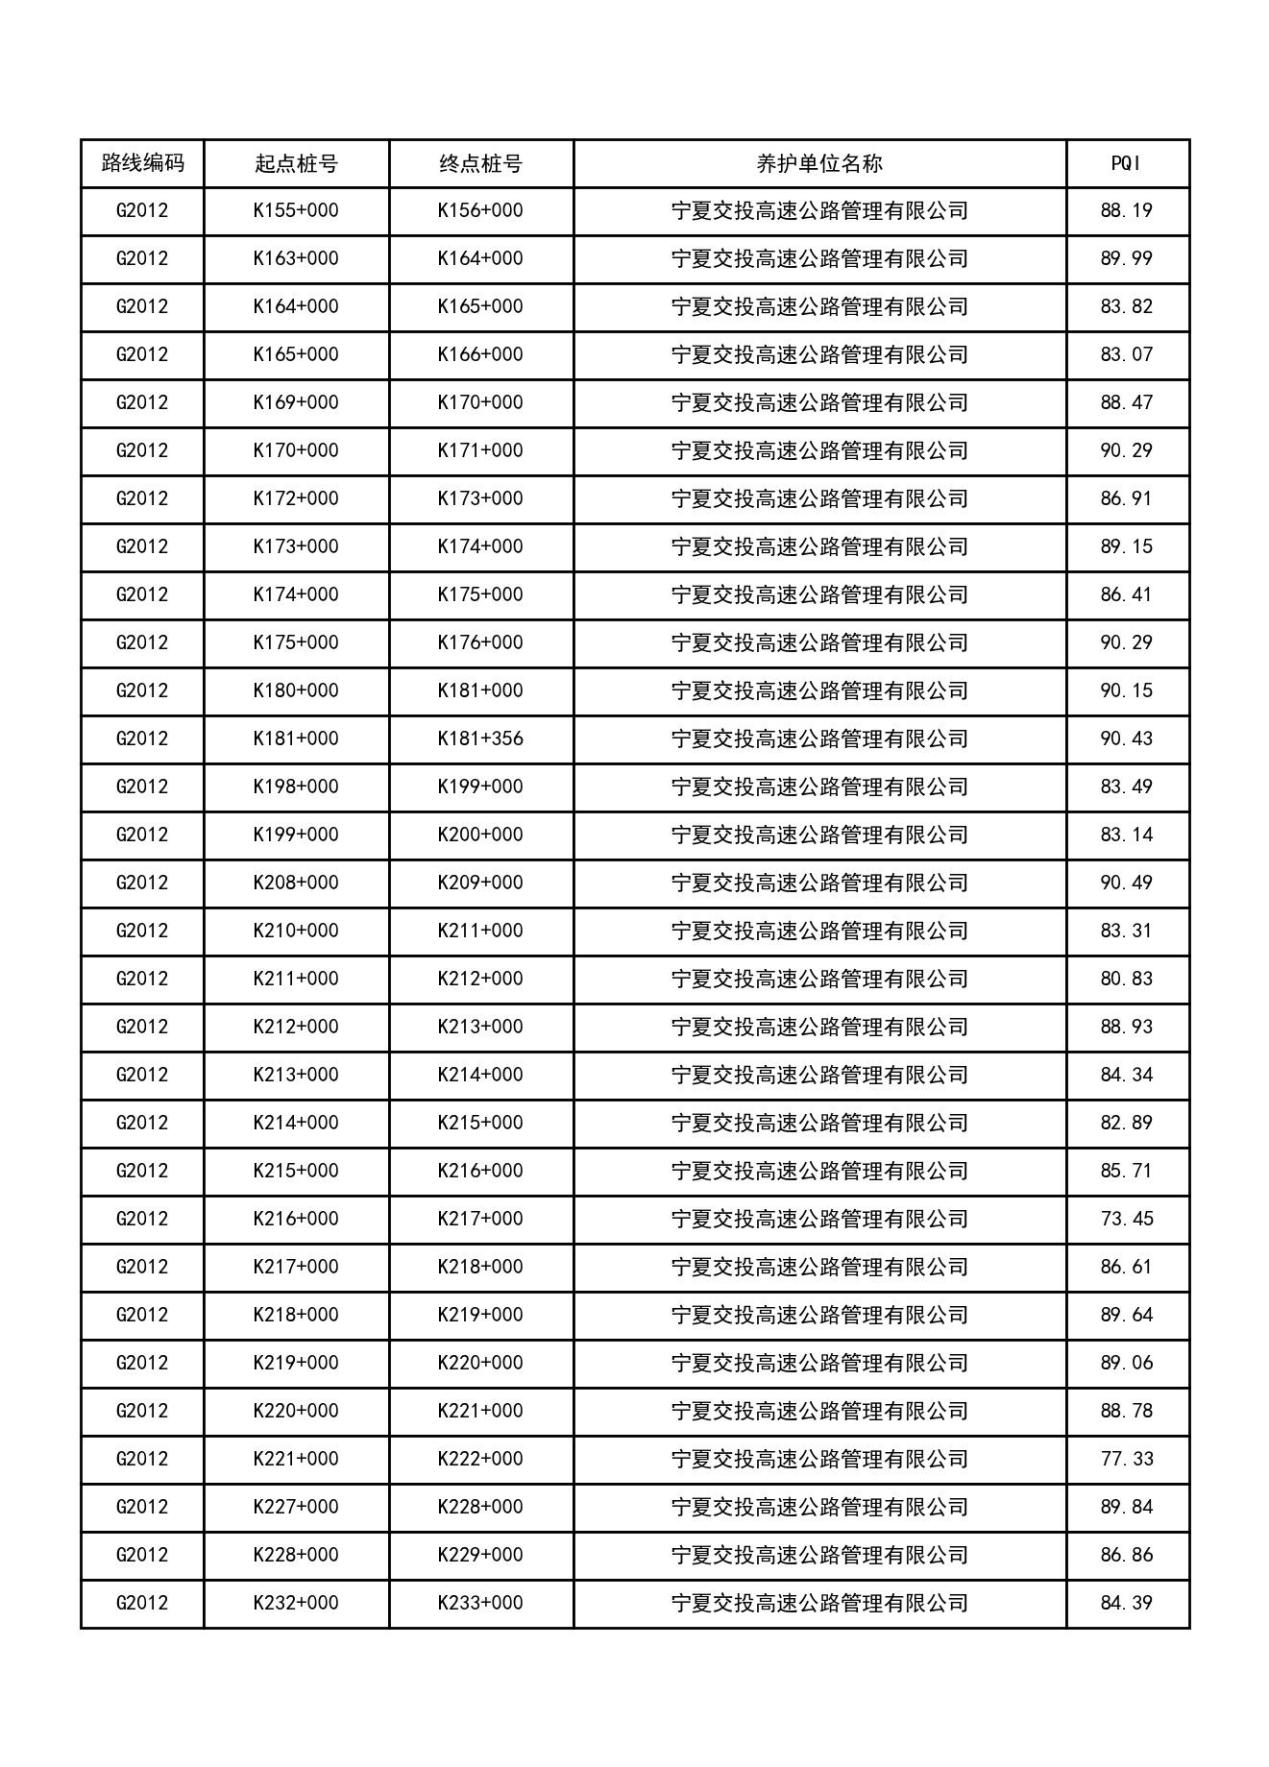 路线编码 起点桩号 终点桩号 养护单位名称 PQI
G2012 K155+000 K156+000 宁夏交投高速公路管理有限公司 88.19
G2012 K163+000 K164+000 宁夏交投高速公路管理有限公司 89.99
G2012 K164+000 K165+000 宁夏交投高速公路管理有限公司 83.82
G2012 K165+000 K166+000 宁夏交投高速公路管理有限公司 83.07
G2012 K169+000 K170+000 宁夏交投高速公路管理有限公司 88.47
G2012 K170+000 K171+000 宁夏交投高速公路管理有限公司 90.29
G2012 K172+000 K173+000 宁夏交投高速公路管理有限公司 86.91
G2012 K173+000 K174+000 宁夏交投高速公路管理有限公司 89.15
G2012 K174+000 K175+000 宁夏交投高速公路管理有限公司 86.41
G2012 K175+000 K176+000 宁夏交投高速公路管理有限公司 90.29
G2012 K180+000 K181+000 宁夏交投高速公路管理有限公司 90.15
G2012 K181+000 K181+356 宁夏交投高速公路管理有限公司 90.43
G2012 K198+000 K199+000 宁夏交投高速公路管理有限公司 83.49
G2012 K199+000 K200+000 宁夏交投高速公路管理有限公司 83.14
G2012 K208+000 K209+000 宁夏交投高速公路管理有限公司 90.49
G2012 K210+000 K211+000 宁夏交投高速公路管理有限公司 83.31
G2012 K211+000 K212+000 宁夏交投高速公路管理有限公司 80.83
G2012 K212+000 K213+000 宁夏交投高速公路管理有限公司 88.93
G2012 K213+000 K214+000 宁夏交投高速公路管理有限公司 84.34
G2012 K214+000 K215+000 宁夏交投高速公路管理有限公司 82.89
G2012 K215+000 K216+000 宁夏交投高速公路管理有限公司 85.71
G2012 K216+000 K217+000 宁夏交投高速公路管理有限公司 73.45
G2012 K217+000 K218+000 宁夏交投高速公路管理有限公司 86.61
G2012 K218+000 K219+000 宁夏交投高速公路管理有限公司 89.64
G2012 K219+000 K220+000 宁夏交投高速公路管理有限公司 89.06
G2012 K220+000 K221+000 宁夏交投高速公路管理有限公司 88.78
G2012 K221+000 K222+000 宁夏交投高速公路管理有限公司 77.33
G2012 K227+000 K228+000 宁夏交投高速公路管理有限公司 89.84
G2012 K228+000 K229+000 宁夏交投高速公路管理有限公司 86.86
G2012 K232+000 K233+000 宁夏交投高速公路管理有限公司 84.39